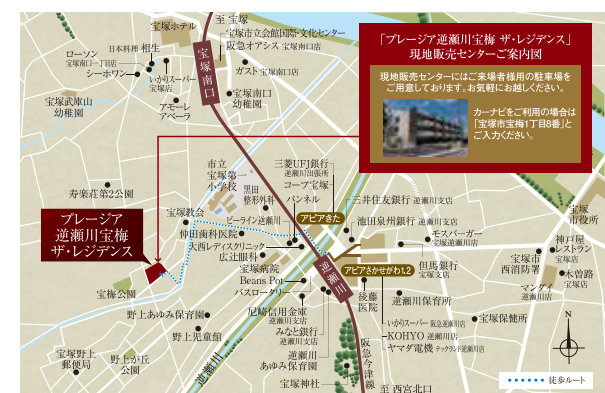 至 宝塚
宝塚ホテル
宝塚市立会館国際・文化センター
阪急オアシス 宝塚南口店
宝塚南口
ガスト 宝塚南口店
宝塚南口
幼稚園
日本料理 相生
ローソン
宝塚南口一丁目店
シーホワン
いかりスーパー
宝塚店
アモーレ
アベーラ
宝塚武庫山
幼稚園
「プレージア逆瀬川宝梅 ザ・レジデンス」
現地販売センターご案内図
現地販売センターにはご来場者様用の駐車場を
ご用意しております。お気軽にお越しください。
カーナビをご利用の場合は
「宝塚市宝梅1丁目8番」と
ご入力ください。
市立
宝塚第一
小学校
三菱UFJ銀行
逆瀬川出張所
コープ宝塚
パンネル
黒田
整形外科
寿楽荘第2公園
宝塚教会
ビーライン逆瀬川
アピアきた
三井住友銀行 逆瀬川支店
池田泉州銀行 逆瀬川支店
プレージア
逆瀬川宝梅
ザ・レジデンス
仲田歯科医院
大西レディスクリニック
広辻眼科
モスバーガー
宝塚逆瀬川店
宝塚
市役所
神戸屋
レストラン
宝塚店
宝塚市
西消防署
木曽路
宝塚店
宝塚病院
Beans Pot
バスロータリー
逆瀬川
アピアさかせがわ1,2
但馬銀行
宝塚支店
マンダイ
逆瀬川店
宝梅公園
野上あゆみ保育園
尼崎信用金庫
逆瀬川支店
後藤
医院
逆瀬川保育所
野上児童館
みなと銀行
逆瀬川支店
いかりスーパー 阪急逆瀬川店
KOHYO 逆瀬川店
ヤマダ電機 テックランド逆瀬川店
宝塚保健所
宝塚野上
郵便局
野上が丘
公園
逆瀬川
逆瀬川
あゆみ保育園
宝塚神社
阪急今津線
至 西宮北口
N
徒歩ルート